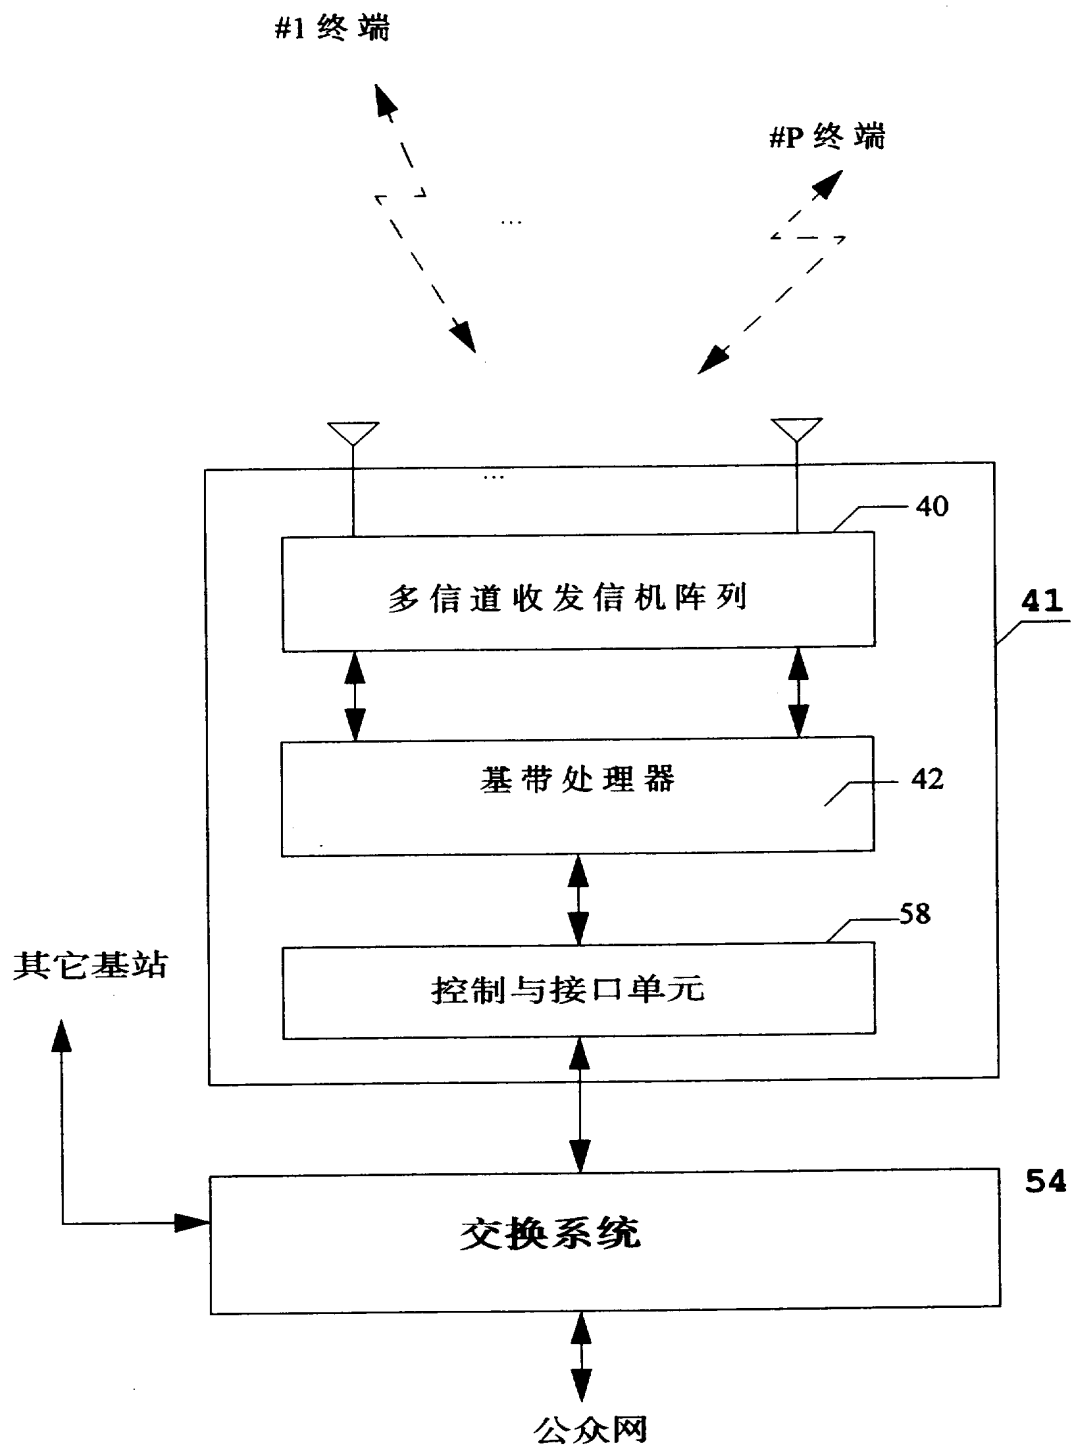 #1 终端
#P 终端
…
…
40
多信道收发信机阵列
41
基带处理器
42
58
其它基站
控制与接口单元
54
交换系统
公众网